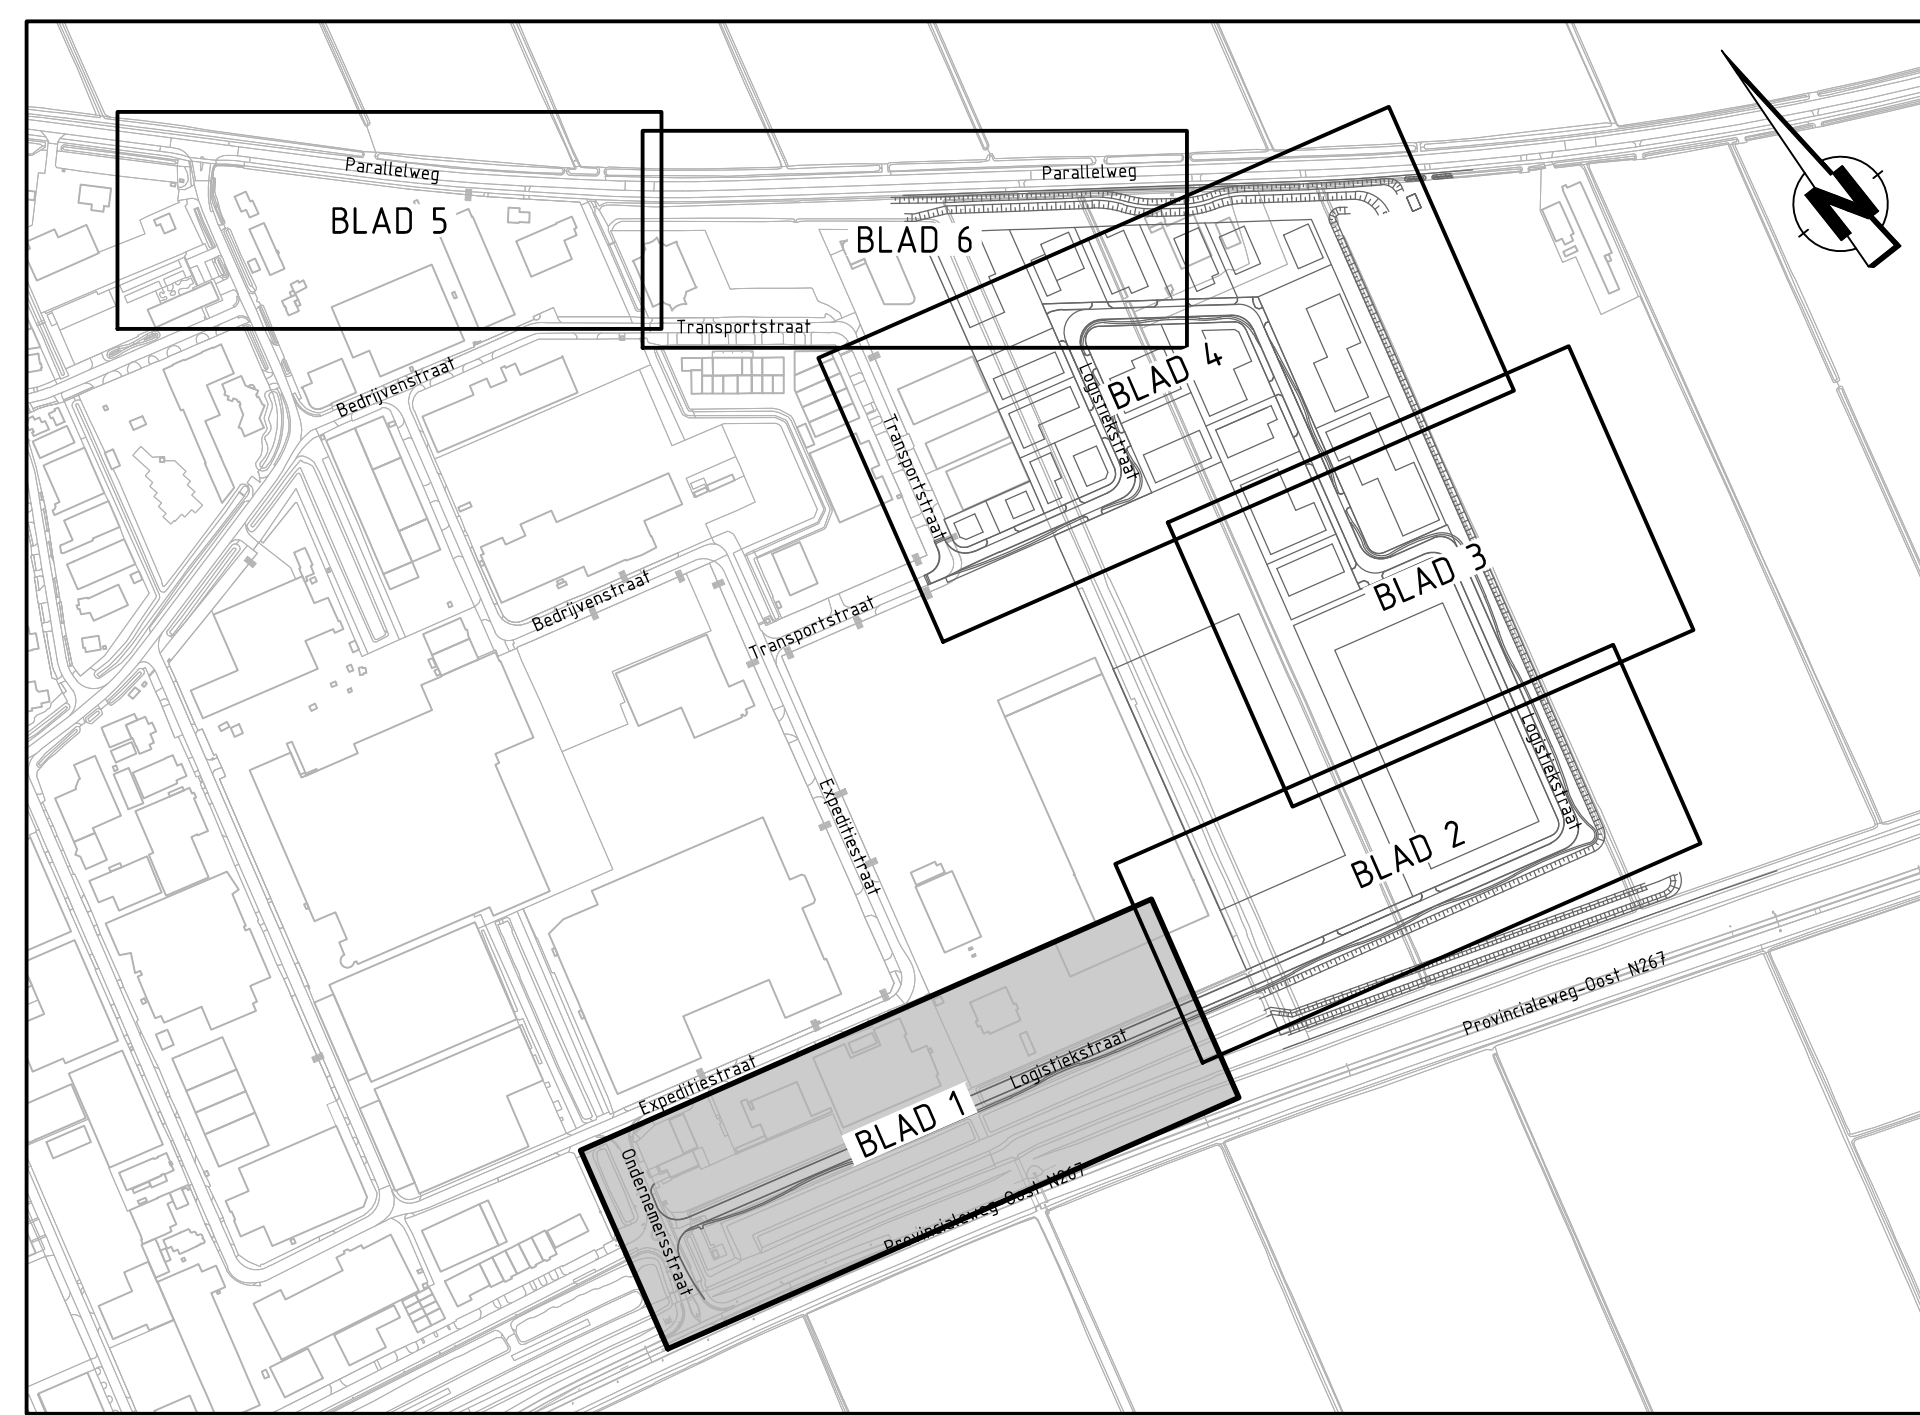 Parallelweg
Parallelweg
BLAD 5
BLAD 6
N
Transportstraat
Bedrijvenstraat
BLAD 4
Logistiekstraat
Transportstraat
BLAD 3
Bedrijvenstraat
Transportstraat
Logistiekstraat
Expeditiestraat
BLAD 2
Provincialeweg-Oost N267
Logistiekstraat
Expeditiestraat
BLAD 1
Ondernemersstraat
Provincialeweg-Oost N267